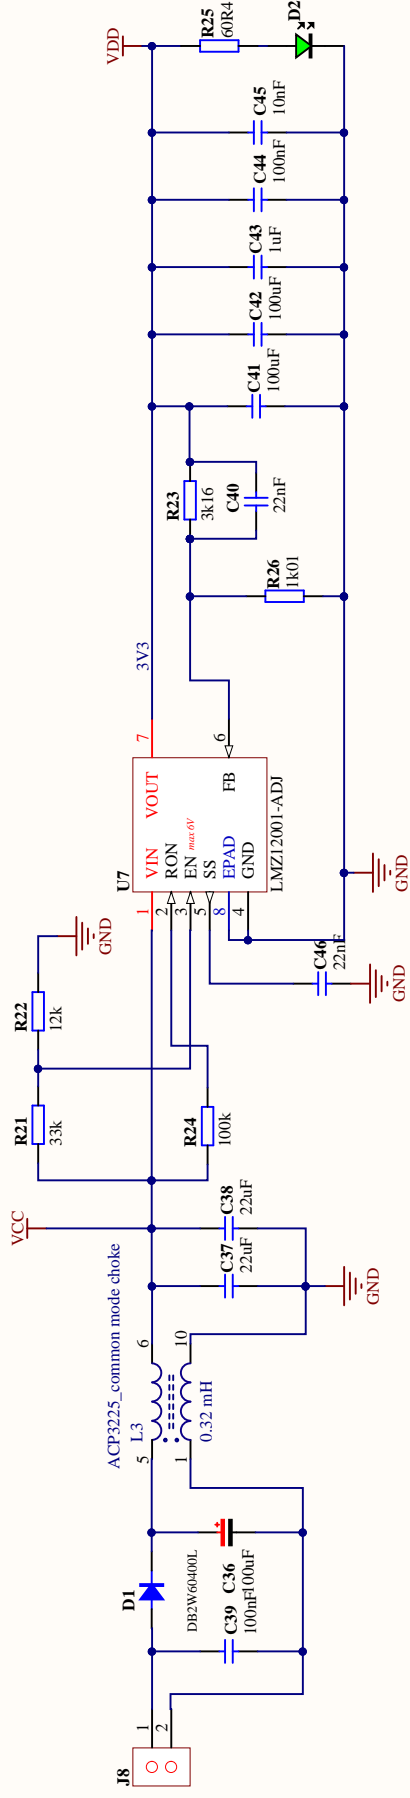 J8
1
2
C39
100nF
D1
DB2W60400L
C36
100uF
ACP3225_common mode choke
L3
5
6
1
10
0.32 mH
C37
22uF
C38
22uF
GND
VCC
R21
33k
R22
12k
GND
R24
100k
C46
22nF
GND
U7
1
VIN
2
RON
3
EN
max 6V
5
SS
8
EPAD
4
GND
7
VOUT
6
FB
LMZ12001-ADJ
GND
3V3
R26
1k01
R23
3k16
C40
22nF
C41
100uF
C42
100uF
C43
1uF
C44
100nF
C45
10nF
VDD
R25
60R4
D2